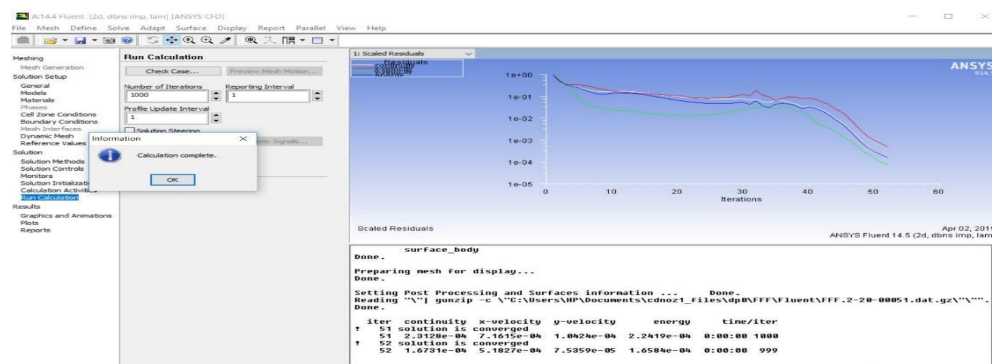 A:14.4 Fluent [2d, dbns imp, lam] [ANSYS CFD]
File Mesh Define Solve Adapt Surface Display Report Parallel View Help
Meshing
Mesh Generation
Solution Setup
General
Models
Materials
Phases
Cell Zone Conditions
Boundary Conditions
Mesh Interfaces
Dynamic Mesh
Reference Values
Solution
Solution Methods
Solution Controls
Monitors
Solution Initializati
Calculation Activities
Run Calculation
Results
Graphics and Animations
Plots
Reports
Run Calculation
Check Case...
Preview Mesh Motion...
Number of Iterations
Reporting Interval
1000
1
Profile Update Interval
1
Solution Steering
Information
Calculation complete.
OK
1: Scaled Residuals
Residuals
ANSYS
1e+00
1e-01
1e-02
1e-03
1e-04
1e-05
0 10 20 30 40 50 60
Iterations
Scaled Residuals
Apr 02, 201
ANSYS Fluent 14.5 (2d, dbns imp, lam
surface_body
Done.
Preparing mesh for display...
Done.
Setting Post Processing and Surfaces information ... Done.
Reading "\"| gunzip -c \"C:\Users\HP\Documents\cdnoz1_files\dp0\FFF\Fluent\FFF.2-20-00051.dat.gz\"\"".
Done.
iter continuity x-velocity y-velocity energy time/iter
! 51 solution is converged
51 2.3128e-04 7.1615e-04 1.0424e-04 2.2419e-04 0:00:00 1000
! 52 solution is converged
52 1.6731e-04 5.1827e-04 7.5359e-05 1.6584e-04 0:00:00 999